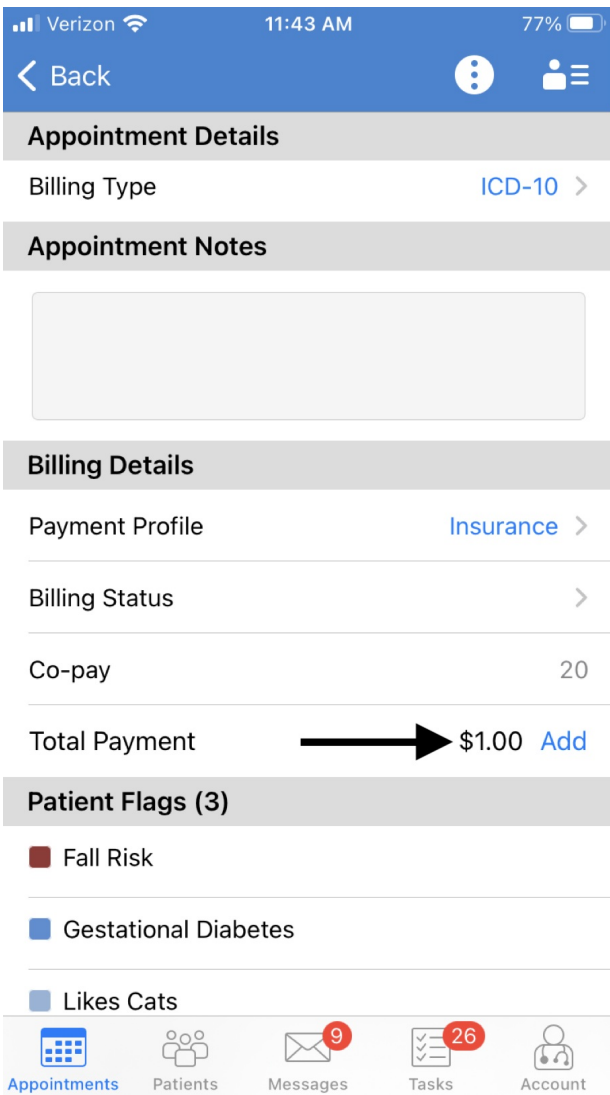 Verizon 11:43 AM 77%
Back
Appointment Details
Billing Type ICD-10
Appointment Notes
Billing Details
Payment Profile Insurance
Billing Status
Co-pay 20
Total Payment $1.00 Add
Patient Flags (3)
Fall Risk
Gestational Diabetes
Likes Cats
9 26
Appointments Patients Messages Tasks Account